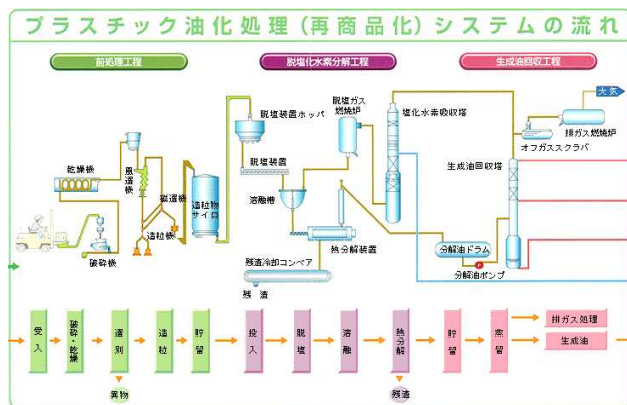 プラスチック油化処理(再商品化)システムの流れ
前処理工程
脱塩化水素分解工程
生成油回収工程
大気
脱塩装置ホッパ
脱塩ガス燃焼炉
塩化水素吸収塔
排ガス燃焼炉
オフガススクラバ
乾燥機
風選機
脱塩装置
生成油回収塔
磁選機
造粒物サイロ
溶融槽
造粒機
熱分解装置
分解油ドラム
破砕機
残渣冷却コンベア
分解油ポンプ
P
残渣
受入
破砕・乾燥
選別
造粒
貯留
投入
脱塩
溶融
熱分解
貯留
蒸留
排ガス処理
生成油
異物
残渣